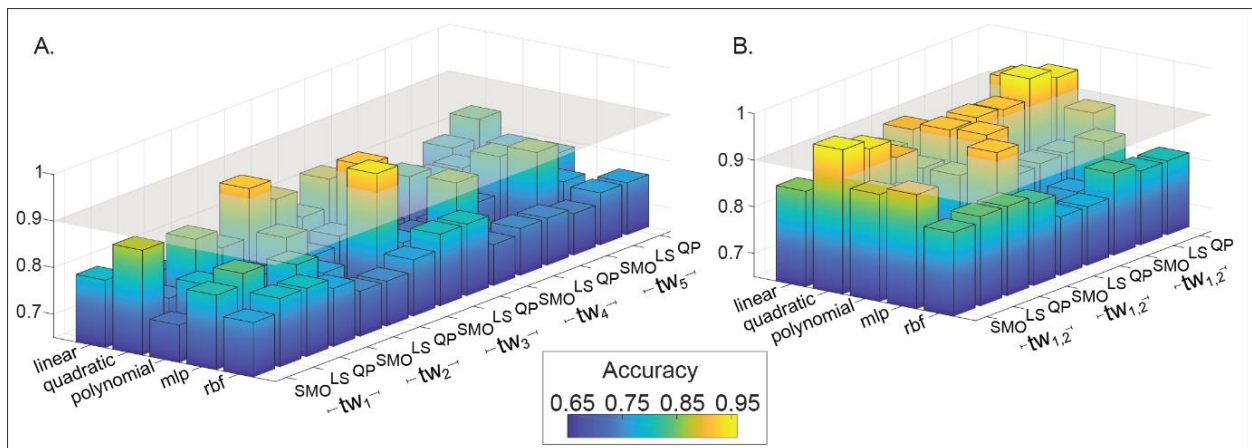 A.
1
0.9
0.8
0.7
linear
quadratic
polynomial
mlp
rbf
SMO LS QP SMO LS QP SMO LS QP SMO LS QP SMO LS QP
tw1 tw2 tw3 tw4 tw5
B.
1
0.9
0.8
0.7
linear
quadratic
polynomial
mlp
rbf
SMO LS QP SMO LS QP SMO LS QP
tw1,2 tw1,2 tw1,2
Accuracy
0.65 0.75 0.85 0.95